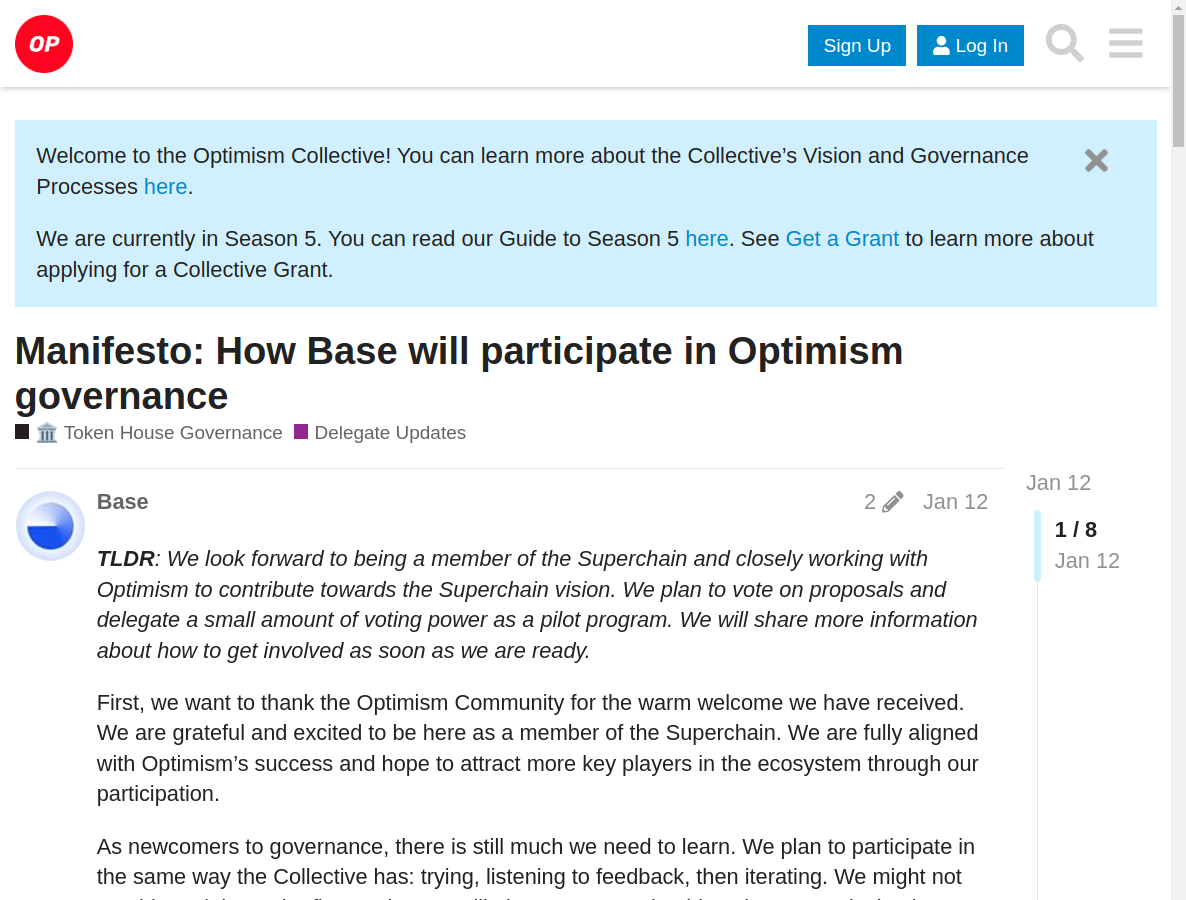 OP
Sign Up
Log In
Welcome to the Optimism Collective! You can learn more about the Collective’s Vision and Governance
Processes here.
We are currently in Season 5. You can read our Guide to Season 5 here. See Get a Grant to learn more about
applying for a Collective Grant.
Manifesto: How Base will participate in Optimism
governance
🏛️ Token House Governance Delegate Updates
Base 2 Jan 12
TLDR: We look forward to being a member of the Superchain and closely working with
Optimism to contribute towards the Superchain vision. We plan to vote on proposals and
delegate a small amount of voting power as a pilot program. We will share more information
about how to get involved as soon as we are ready.
First, we want to thank the Optimism Community for the warm welcome we have received.
We are grateful and excited to be here as a member of the Superchain. We are fully aligned
with Optimism’s success and hope to attract more key players in the ecosystem through our
participation.
As newcomers to governance, there is still much we need to learn. We plan to participate in
the same way the Collective has: trying, listening to feedback, then iterating. We might not
Jan 12
1 / 8
Jan 12